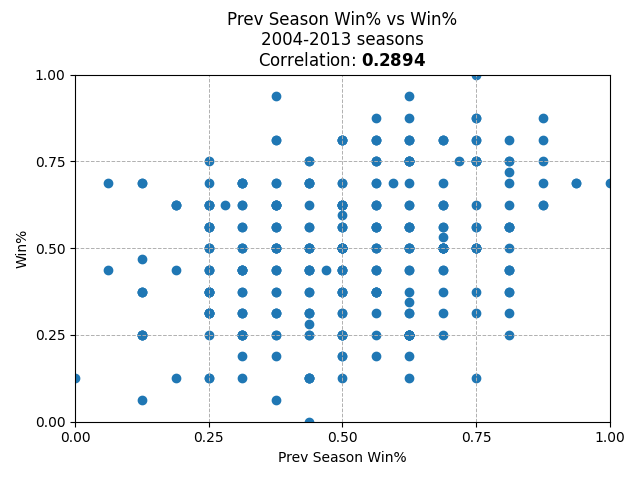 Prev Season Win% vs Win%
2004-2013 seasons
Correlation: 0.2894
1.00
0.75
0.50
0.25
0.00
Win%
0.00 0.25 0.50 0.75 1.00
Prev Season Win%